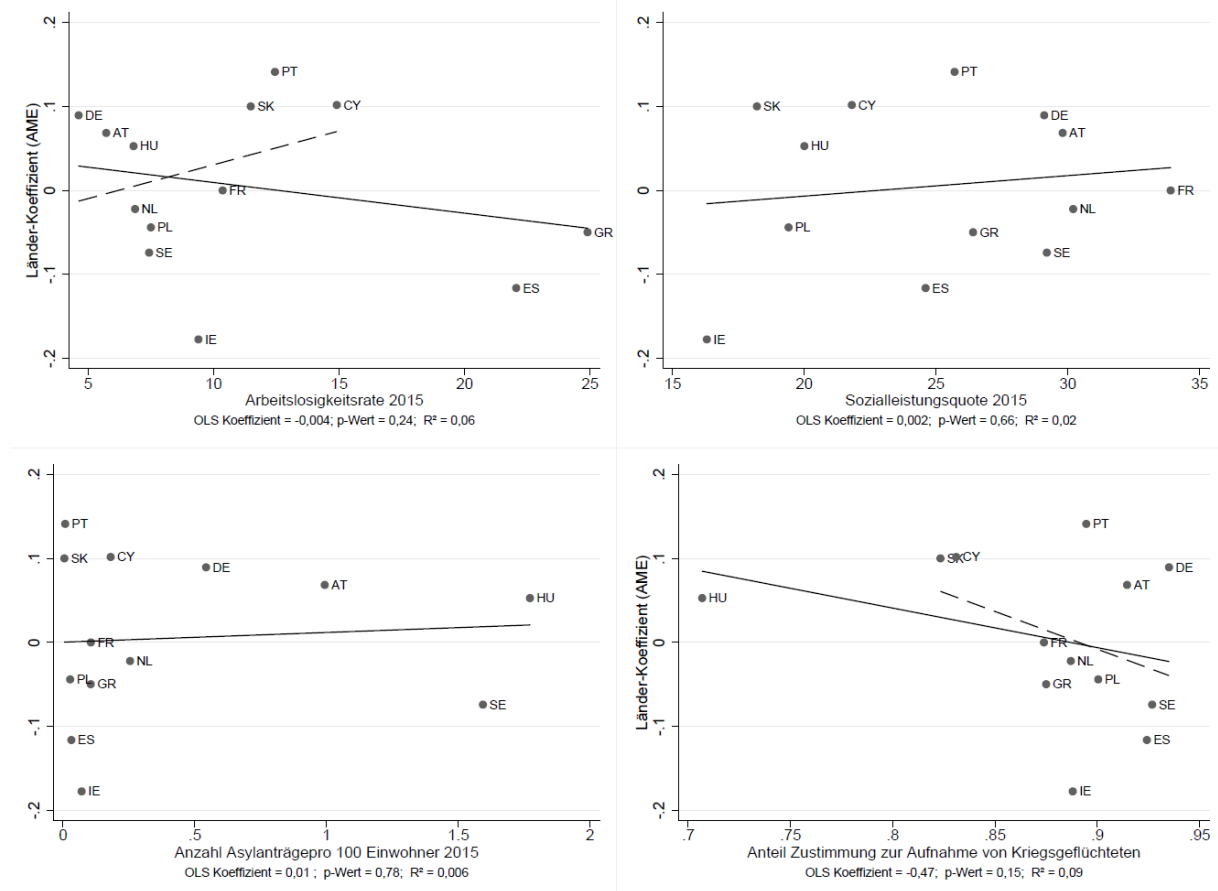 .2
.1
0
-.1
-.2
Länder-Koeffizient (AME)
PT
SK
CY
DE
AT
HU
FR
NL
PL
SE
GR
ES
IE
5
10
15
20
25
Arbeitslosigkeitsrate 2015
OLS Koeffizient = -0,004; p-Wert = 0,24; R² = 0,06
.2
.1
0
-.1
-.2
PT
SK
CY
DE
AT
HU
FR
NL
PL
GR
SE
ES
IE
15
20
25
30
35
Sozialleistungsquote 2015
OLS Koeffizient = 0,002; p-Wert = 0,66; R² = 0,02
.2
.1
0
-.1
-.2
PT
SK
CY
DE
AT
HU
FR
NL
PL
GR
SE
ES
IE
0
.5
1
1.5
2
Anzahl Asylanträgepro 100 Einwohner 2015
OLS Koeffizient = 0,01 ; p-Wert = 0,78; R² = 0,006
.2
.1
0
-.1
-.2
Länder-Koeffizient (AME)
PT
SK
CY
DE
AT
HU
FR
NL
GR
PL
SE
ES
IE
.7
.75
.8
.85
.9
.95
Anteil Zustimmung zur Aufnahme von Kriegsgeflüchteten
OLS Koeffizient = -0,47; p-Wert = 0,15; R² = 0,09